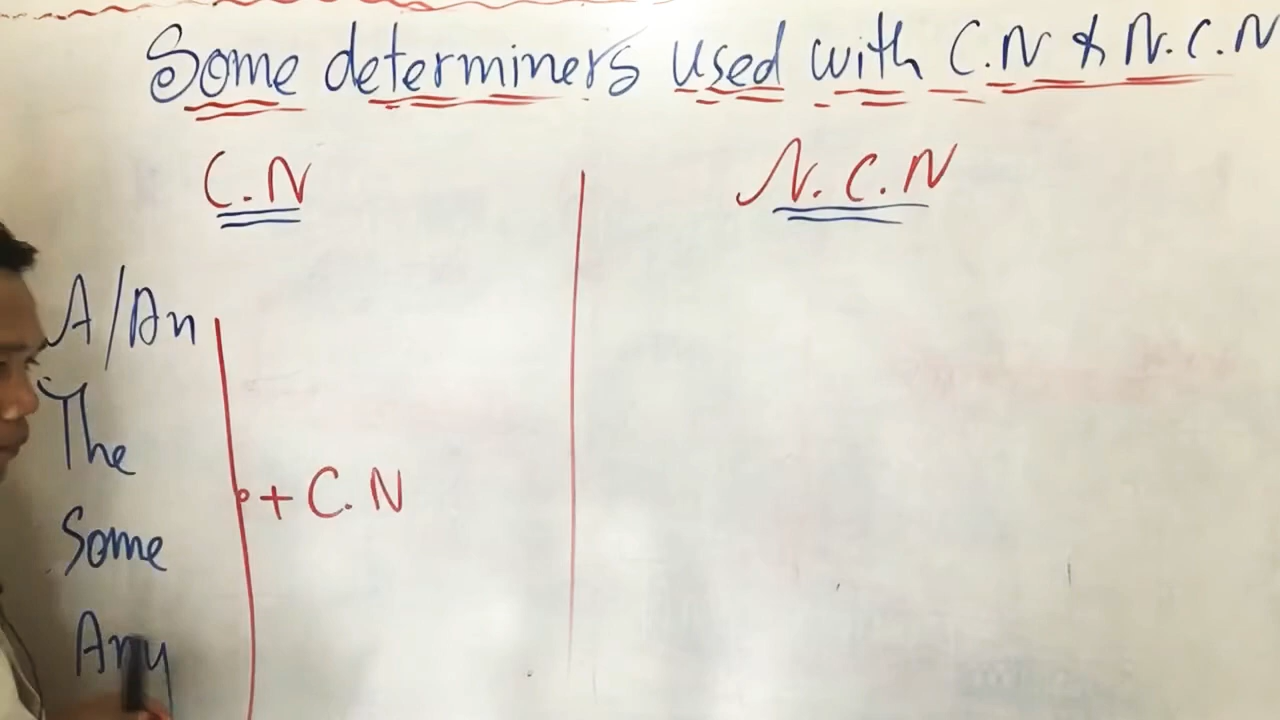 Some determiners used with C.N & N.C.N
C.N
N.C.N
A/An
The
Some
Any
+ C.N